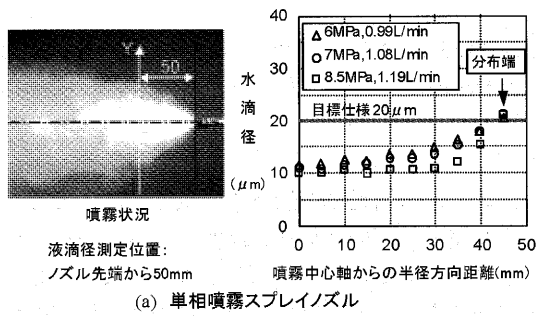 Y
50
噴霧状況
液滴径測定位置:
ノズル先端から50mm
水滴径
(μm)
40
30
20
10
0
△ 6MPa,0.99L/min
○ 7MPa,1.08L/min
□ 8.5MPa,1.19L/min
分布端
目標仕様20μm
0 10 20 30 40 50
噴霧中心軸からの半径方向距離(mm)
(a) 単相噴霧スプレイノズル